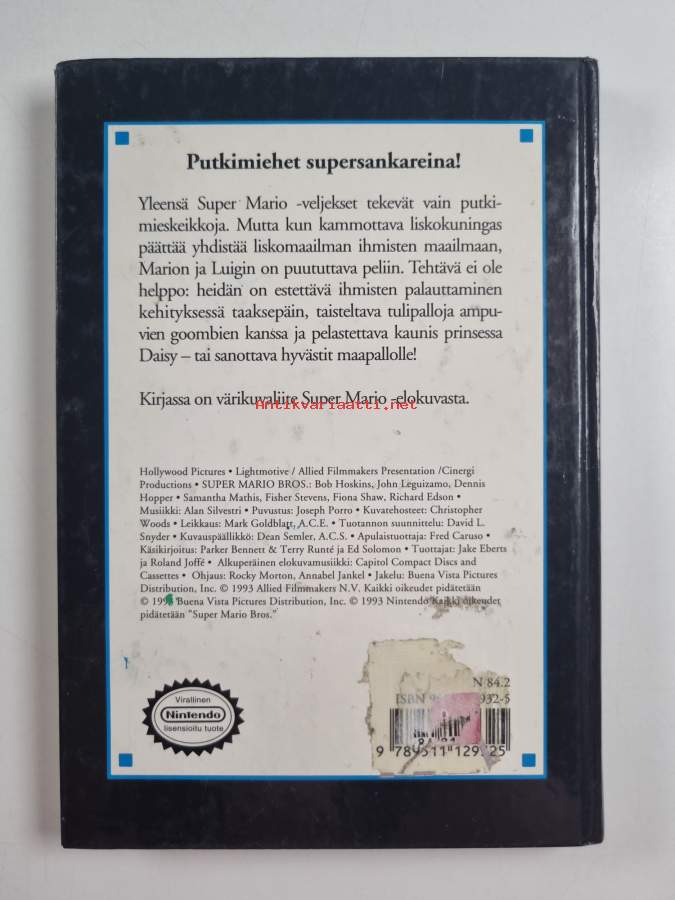 Putkimiehet supersankareina!
Yleensä Super Mario -veljekset tekevät vain putki-
mieskeikkoja. Mutta kun kammottava liskokuningas
päättää yhdistää liskomaailman ihmisten maailmaan,
Marion ja Luigin on puututtava peliin. Tehtävä ei ole
helppo: heidän on estettävä ihmisten palauttaminen
kehityksessä taaksepäin, taisteltava tulipalloja ampu-
vien goombien kanssa ja pelastettava kaunis prinsessa
Daisy – tai sanottava hyvästit maapallolle!
Kirjassa on värikuvaliite Super Mario -elokuvasta.
Antikvariaatti.net
Hollywood Pictures • Lightmotive / Allied Filmmakers Presentation /Cinergi
Productions • SUPER MARIO BROS.: Bob Hoskins, John Leguizamo, Dennis
Hopper • Samantha Mathis, Fisher Stevens, Fiona Shaw, Richard Edson •
Musiikki: Alan Silvestri • Puvustus: Joseph Porro • Kuvatehosteet: Christopher
Woods • Leikkaus: Mark Goldblatt, A.C.E. • Tuotannon suunnittelu: David L.
Snyder • Kuvauspäällikkö: Dean Semler, A.C.S. • Apulaistuottaja: Fred Caruso •
Käsikirjoitus: Parker Bennett & Terry Runté ja Ed Solomon • Tuottajat: Jake Eberts
ja Roland Joffé • Alkuperäinen elokuvamusiikki: Capitol Compact Discs and
Cassettes • Ohjaus: Rocky Morton, Annabel Jankel • Jakelu: Buena Vista Pictures
Distribution, Inc. © 1993 Allied Filmmakers N.V. Kaikki oikeudet pidätetään
© Buena Vista Pictures Distribution, Inc. © 1993 Nintendo Kaikki oikeudet
pidätetään "Super Mario Bros."
N 84.2
ISBN 932-5
Virallinen
Nintendo
lisensioitu tuote
9 789511 129 25